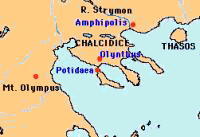 R. Strymon
Amphipolis
CHALCIDICE
THASOS
Olynthus
Potidaea
Mt. Olympus